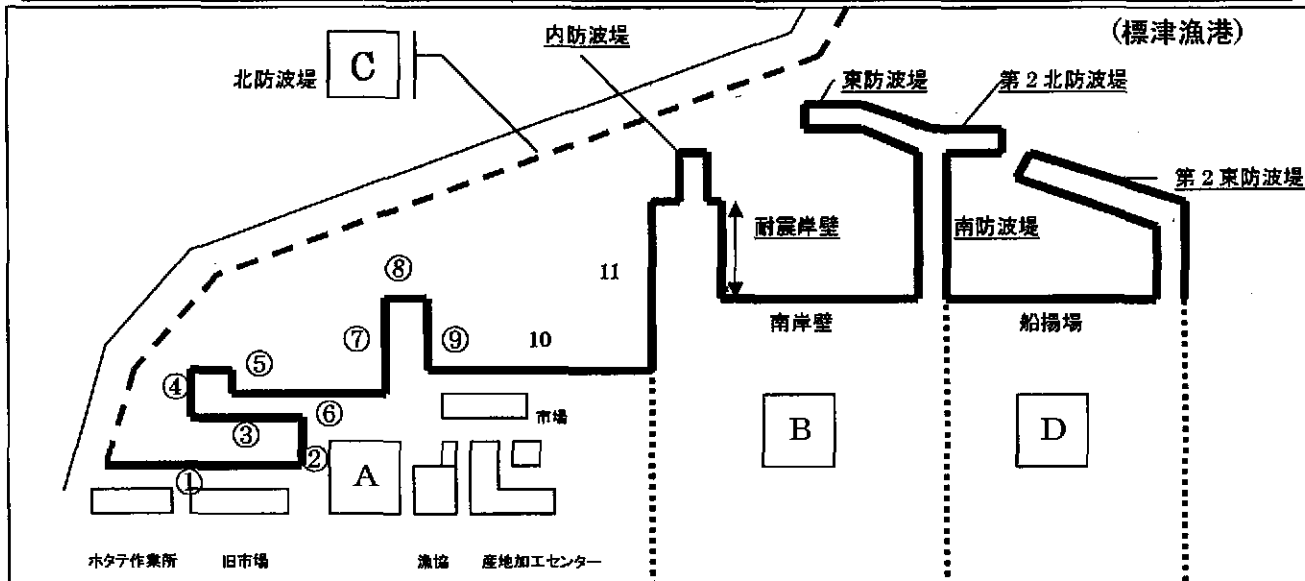 (標津漁港)
内防波堤
C
北防波堤
東防波堤
第2北防波堤
第2東防波堤
耐震岸壁
南防波堤
⑧
11
南岸壁
船揚場
⑦
⑨
10
⑤
④
⑥
市場
③
②
A
B
D
①
ホタテ作業所
旧市場
漁協
産地加工センター